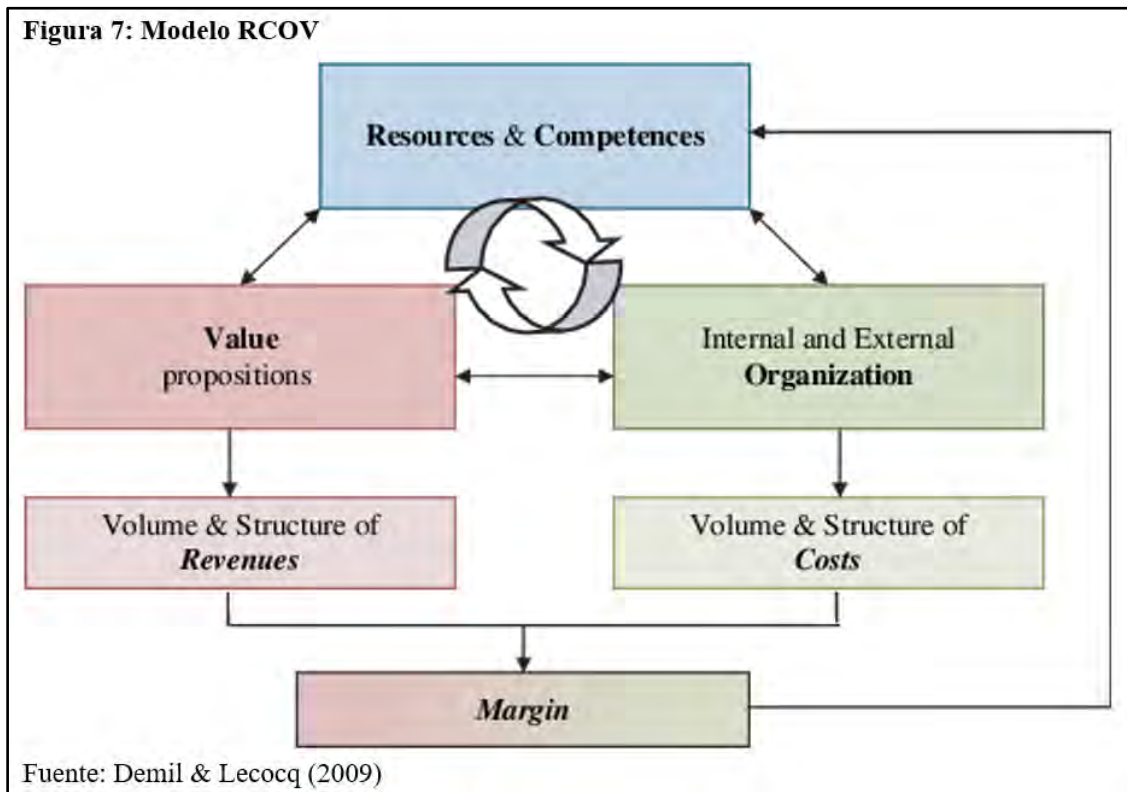 Figura 7: Modelo RCOV
Resources & Competences
Value
propositions
Internal and External
Organization
Volume & Structure of
Revenues
Volume & Structure of
Costs
Margin
Fuente: Demil & Lecocq (2009)